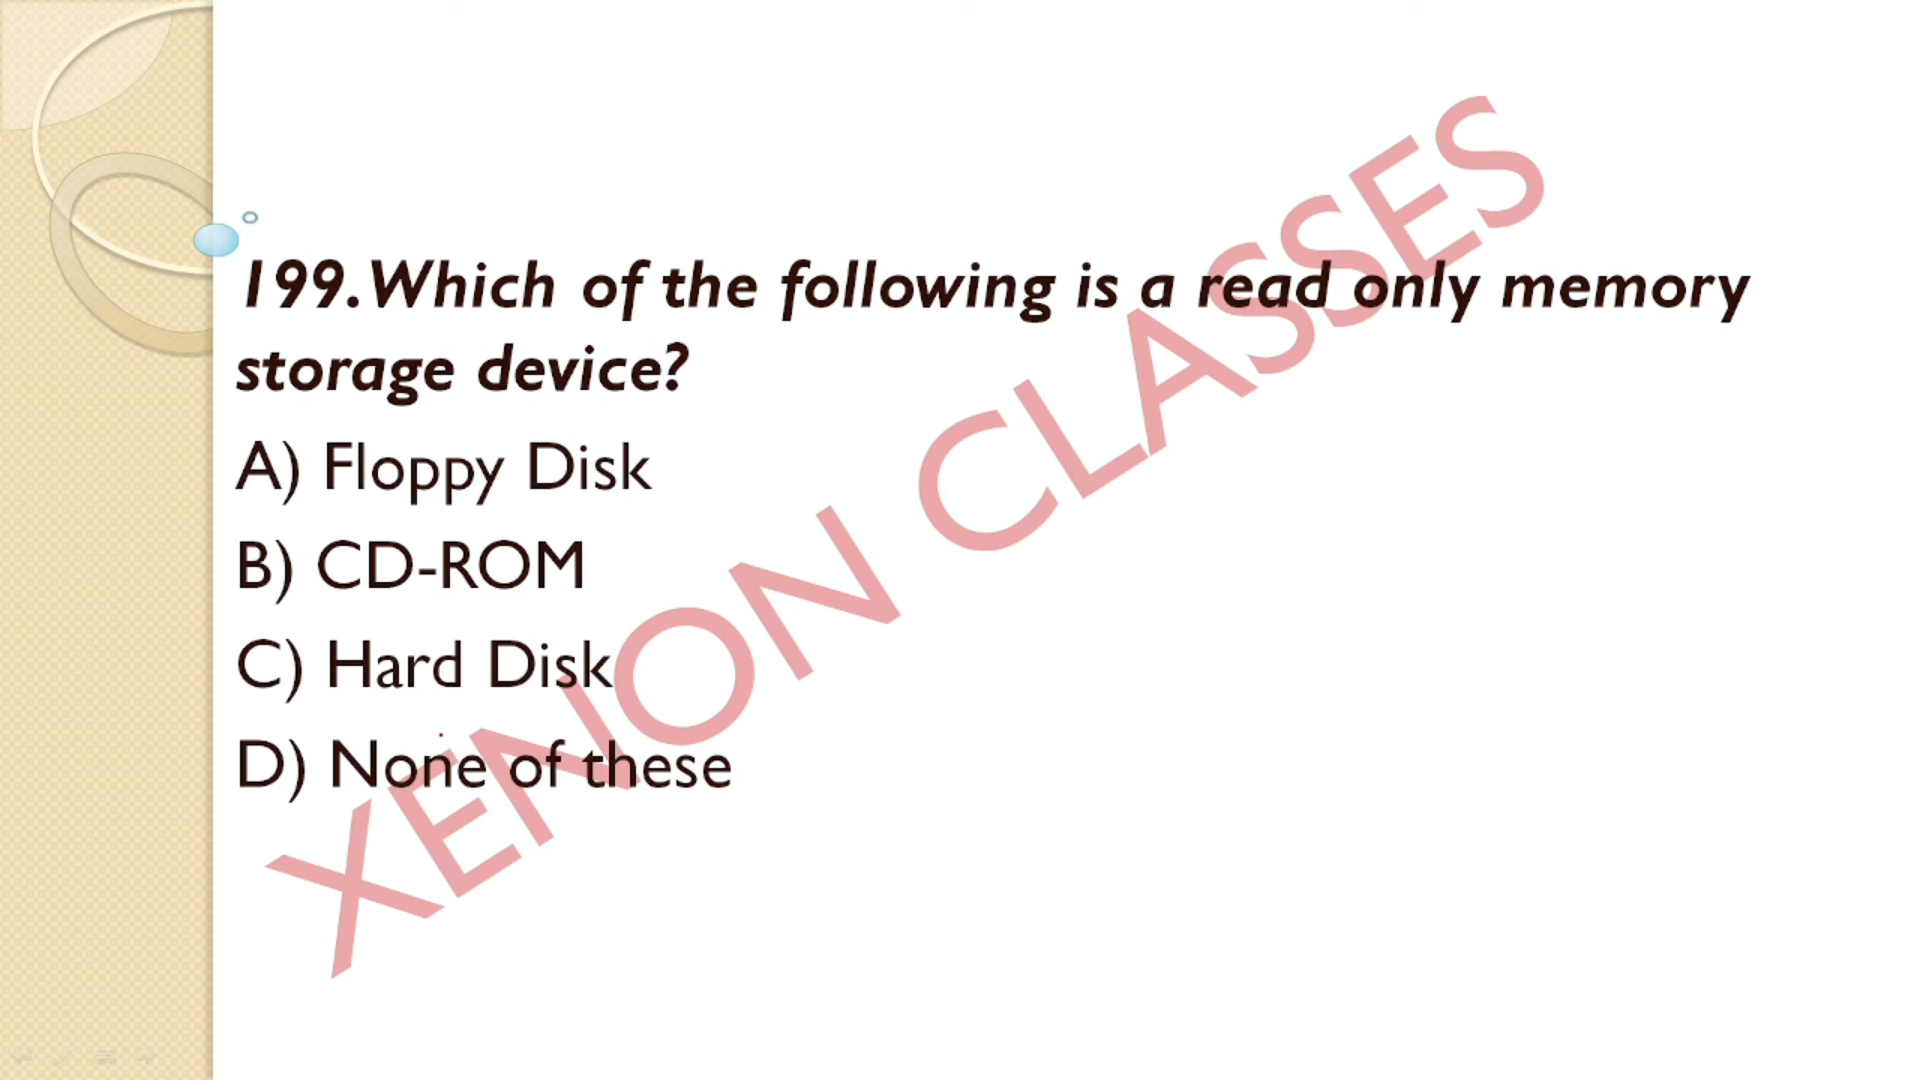 199. Which of the following is a read only memory
storage device?
A) Floppy Disk
B) CD-ROM
C) Hard Disk
D) None of these
XENON CLASSES